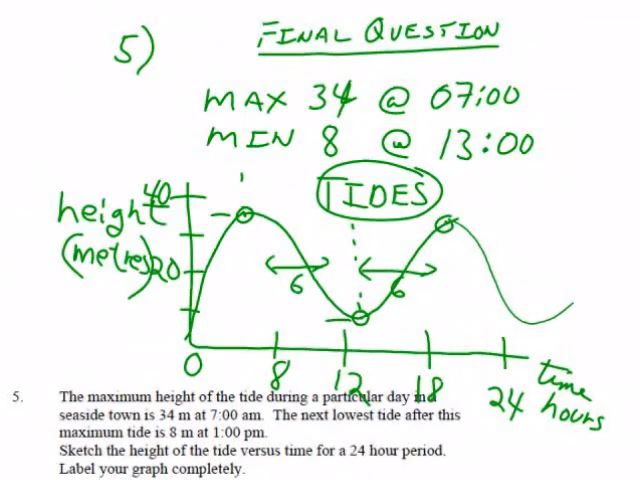 5) FINAL QUESTION
MAX 34 @ 07:00
MIN 8 @ 13:00
TIDES
40
height
(metres)
20
6 6
0 8 12 18 24
time
hours
5. The maximum height of the tide during a particular day in a
seaside town is 34 m at 7:00 am. The next lowest tide after this
maximum tide is 8 m at 1:00 pm.
Sketch the height of the tide versus time for a 24 hour period.
Label your graph completely.